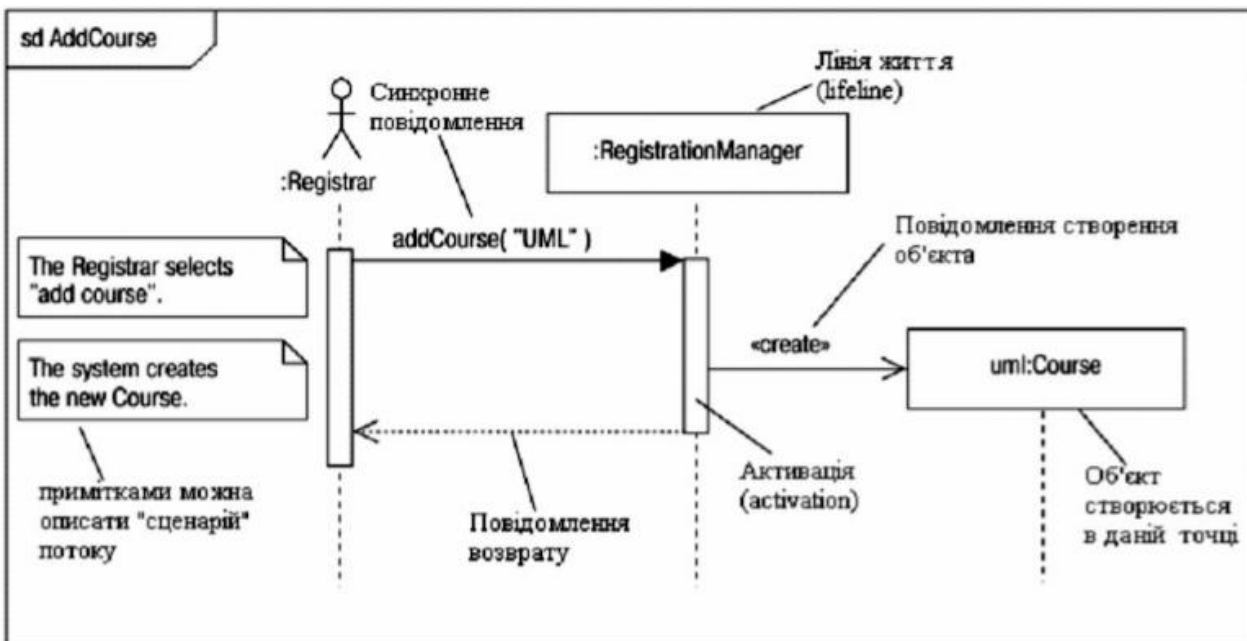 sd AddCourse
Лінія життя
(lifeline)
Синхронне
повідомлення
:RegistrationManager
:Registrar
Повідомлення створення
об'єкта
addCourse( "UML" )
The Registrar selects
"add course".
«create»
uml:Course
The system creates
the new Course.
примітками можна
описати "сценарій"
потоку
Повідомлення
возврату
Активація
(activation)
Об'єкт
створюється
в даній точці